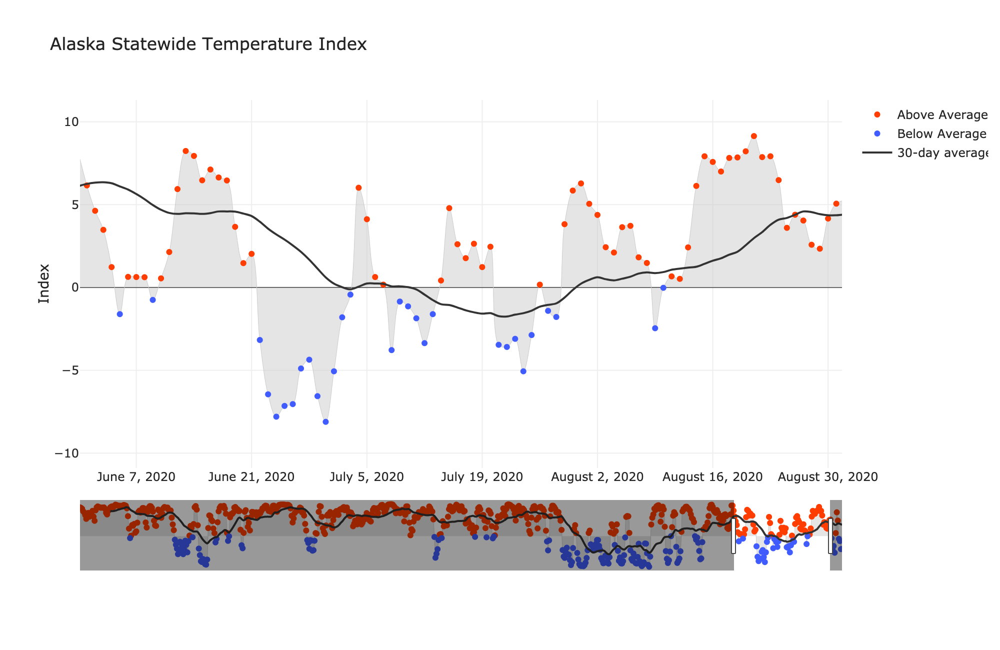 Alaska Statewide Temperature Index
Above Average
Below Average
30-day average
Index
10
5
0
−5
−10
June 7, 2020
June 21, 2020
July 5, 2020
July 19, 2020
August 2, 2020
August 16, 2020
August 30, 2020